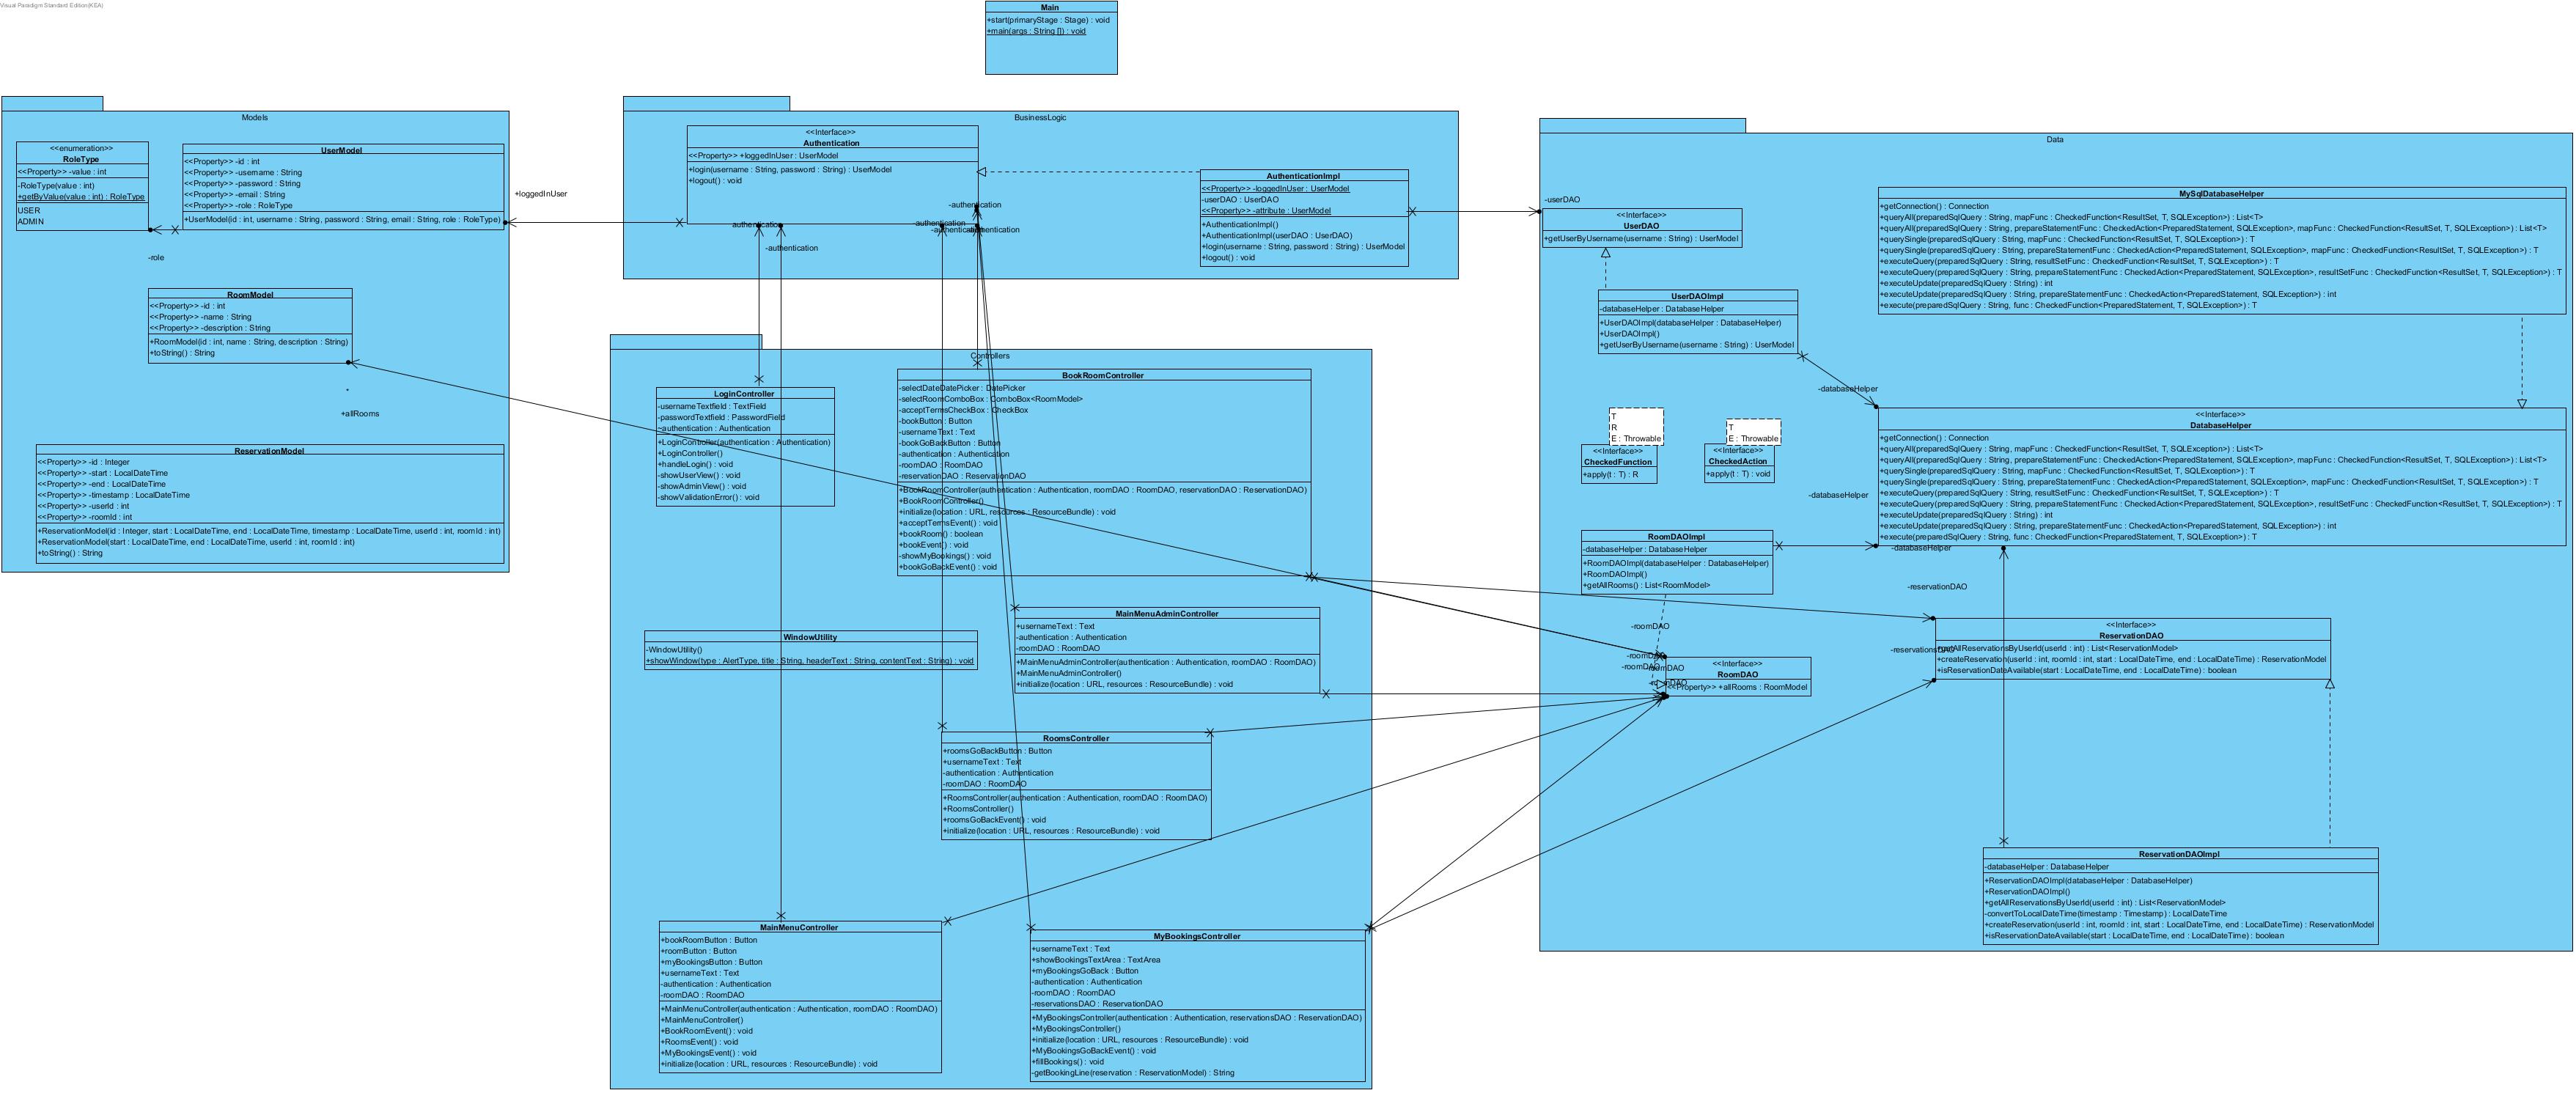 Visual Paradigm Standard Edition(KEA)
Main
+start(primaryStage : Stage) : void
+main(args : String []) : void
Models
<<enumeration>>
RoleType
<<Property>> -value : int
-RoleType(value : int)
+getByValue(value : int) : RoleType
USER
ADMIN
UserModel
<<Property>> -id : int
<<Property>> -username : String
<<Property>> -password : String
<<Property>> -email : String
<<Property>> -role : RoleType
+UserModel(id : int, username : String, password : String, email : String, role : RoleType)
-role
RoomModel
<<Property>> -id : int
<<Property>> -name : String
<<Property>> -description : String
+RoomModel(id : int, name : String, description : String)
+toString() : String
*
+allRooms
ReservationModel
<<Property>> -id : Integer
<<Property>> -start : LocalDateTime
<<Property>> -end : LocalDateTime
<<Property>> -timestamp : LocalDateTime
<<Property>> -userId : int
<<Property>> -roomId : int
+ReservationModel(id : Integer, start : LocalDateTime, end : LocalDateTime, timestamp : LocalDateTime, userId : int, roomId : int)
+ReservationModel(start : LocalDateTime, end : LocalDateTime, userId : int, roomId : int)
+toString() : String
+loggedInUser
BusinessLogic
<<Interface>>
Authentication
<<Property>> +loggedInUser : UserModel
+login(username : String, password : String) : UserModel
+logout() : void
AuthenticationImpl
<<Property>> -loggedInUser : UserModel
-userDAO : UserDAO
<<Property>> -attribute : UserModel
+AuthenticationImpl()
+AuthenticationImpl(userDAO : UserDAO)
+login(username : String, password : String) : UserModel
+logout() : void
-authentication
-authentication
Controllers
LoginController
-usernameTextfield : TextField
-passwordTextfield : PasswordField
~authentication : Authentication
+LoginController(authentication : Authentication)
+LoginController()
+handleLogin() : void
-showUserView() : void
-showAdminView() : void
-showValidationError() : void
BookRoomController
-selectDateDatePicker : DatePicker
-selectRoomComboBox : ComboBox<RoomModel>
-acceptTermsCheckBox : CheckBox
-bookButton : Button
-usernameText : Text
-bookGoBackButton : Button
-authentication : Authentication
-roomDAO : RoomDAO
-reservationDAO : ReservationDAO
+BookRoomController(authentication : Authentication, roomDAO : RoomDAO, reservationDAO : ReservationDAO)
+BookRoomController()
+initialize(location : URL, resources : ResourceBundle) : void
+acceptTermsEvent() : void
+bookRoom() : boolean
+bookEvent() : void
-showMyBookings() : void
+bookGoBackEvent() : void
WindowUtility
-WindowUtility()
+showWindow(type : AlertType, title : String, headerText : String, contentText : String) : void
MainMenuAdminController
+usernameText : Text
-authentication : Authentication
-roomDAO : RoomDAO
+MainMenuAdminController(authentication : Authentication, roomDAO : RoomDAO)
+MainMenuAdminController()
+initialize(location : URL, resources : ResourceBundle) : void
RoomsController
+roomsGoBackButton : Button
+usernameText : Text
-authentication : Authentication
-roomDAO : RoomDAO
+RoomsController(authentication : Authentication, roomDAO : RoomDAO)
+RoomsController()
+roomsGoBackEvent() : void
+initialize(location : URL, resources : ResourceBundle) : void
MainMenuController
+bookRoomButton : Button
+roomButton : Button
+myBookingsButton : Button
+usernameText : Text
-authentication : Authentication
-roomDAO : RoomDAO
+MainMenuController(authentication : Authentication, roomDAO : RoomDAO)
+MainMenuController()
+BookRoomEvent() : void
+RoomsEvent() : void
+MyBookingsEvent() : void
+initialize(location : URL, resources : ResourceBundle) : void
MyBookingsController
+usernameText : Text
+showBookingsTextArea : TextArea
+myBookingsGoBack : Button
-authentication : Authentication
-roomDAO : RoomDAO
-reservationsDAO : ReservationDAO
+MyBookingsController(authentication : Authentication, reservationsDAO : ReservationDAO)
+MyBookingsController()
+initialize(location : URL, resources : ResourceBundle) : void
+MyBookingsGoBackEvent() : void
+fillBookings() : void
-getBookingLine(reservation : ReservationModel) : String
Data
-userDAO
<<Interface>>
UserDAO
+getUserByUsername(username : String) : UserModel
UserDAOImpl
-databaseHelper : DatabaseHelper
+UserDAOImpl(databaseHelper : DatabaseHelper)
+UserDAOImpl()
+getUserByUsername(username : String) : UserModel
MySqlDatabaseHelper
+getConnection() : Connection
+queryAll(preparedSqlQuery : String, mapFunc : CheckedFunction<ResultSet, T, SQLException>) : List<T>
+queryAll(preparedSqlQuery : String, prepareStatementFunc : CheckedAction<PreparedStatement, SQLException>, mapFunc : CheckedFunction<ResultSet, T, SQLException>) : List<T>
+querySingle(preparedSqlQuery : String, mapFunc : CheckedFunction<ResultSet, T, SQLException>) : T
+querySingle(preparedSqlQuery : String, prepareStatementFunc : CheckedAction<PreparedStatement, SQLException>, mapFunc : CheckedFunction<ResultSet, T, SQLException>) : T
+executeQuery(preparedSqlQuery : String, resultSetFunc : CheckedFunction<ResultSet, T, SQLException>) : T
+executeQuery(preparedSqlQuery : String, prepareStatementFunc : CheckedAction<PreparedStatement, SQLException>, resultSetFunc : CheckedFunction<ResultSet, T, SQLException>) : T
+executeUpdate(preparedSqlQuery : String) : int
+executeUpdate(preparedSqlQuery : String, prepareStatementFunc : CheckedAction<PreparedStatement, SQLException>) : int
+execute(preparedSqlQuery : String, func : CheckedFunction<PreparedStatement, T, SQLException>) : T
-databaseHelper
T
R
E : Throwable
<<Interface>>
CheckedFunction
+apply(t : T) : R
T
E : Throwable
<<Interface>>
CheckedAction
+apply(t : T) : void
<<Interface>>
DatabaseHelper
+getConnection() : Connection
+queryAll(preparedSqlQuery : String, mapFunc : CheckedFunction<ResultSet, T, SQLException>) : List<T>
+queryAll(preparedSqlQuery : String, prepareStatementFunc : CheckedAction<PreparedStatement, SQLException>, mapFunc : CheckedFunction<ResultSet, T, SQLException>) : List<T>
+querySingle(preparedSqlQuery : String, mapFunc : CheckedFunction<ResultSet, T, SQLException>) : T
+querySingle(preparedSqlQuery : String, prepareStatementFunc : CheckedAction<PreparedStatement, SQLException>, mapFunc : CheckedFunction<ResultSet, T, SQLException>) : T
+executeQuery(preparedSqlQuery : String, resultSetFunc : CheckedFunction<ResultSet, T, SQLException>) : T
+executeQuery(preparedSqlQuery : String, prepareStatementFunc : CheckedAction<PreparedStatement, SQLException>, resultSetFunc : CheckedFunction<ResultSet, T, SQLException>) : T
+executeUpdate(preparedSqlQuery : String) : int
+executeUpdate(preparedSqlQuery : String, prepareStatementFunc : CheckedAction<PreparedStatement, SQLException>) : int
+execute(preparedSqlQuery : String, func : CheckedFunction<PreparedStatement, T, SQLException>) : T
-databaseHelper
-databaseHelper
RoomDAOImpl
-databaseHelper : DatabaseHelper
+RoomDAOImpl(databaseHelper : DatabaseHelper)
+RoomDAOImpl()
+getAllRooms() : List<RoomModel>
-reservationDAO
-roomDAO
<<Interface>>
RoomDAO
<<Property>> +allRooms : RoomModel
<<Interface>>
ReservationDAO
+getAllReservationsByUserId(userId : int) : List<ReservationModel>
+createReservation(userId : int, roomId : int, start : LocalDateTime, end : LocalDateTime) : ReservationModel
+isReservationDateAvailable(start : LocalDateTime, end : LocalDateTime) : boolean
ReservationDAOImpl
-databaseHelper : DatabaseHelper
+ReservationDAOImpl(databaseHelper : DatabaseHelper)
+ReservationDAOImpl()
+getAllReservationsByUserId(userId : int) : List<ReservationModel>
-convertToLocalDateTime(timestamp : Timestamp) : LocalDateTime
+createReservation(userId : int, roomId : int, start : LocalDateTime, end : LocalDateTime) : ReservationModel
+isReservationDateAvailable(start : LocalDateTime, end : LocalDateTime) : boolean